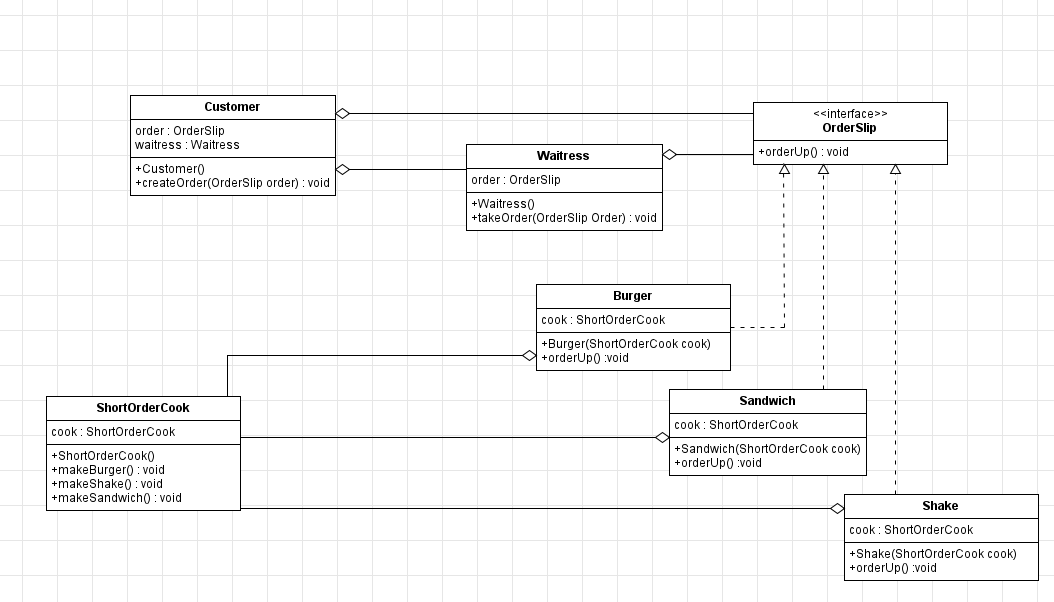 Customer
order : OrderSlip
waitress : Waitress
+Customer()
+createOrder(OrderSlip order) : void
<<interface>>
OrderSlip
+orderUp() : void
Waitress
order : OrderSlip
+Waitress()
+takeOrder(OrderSlip Order) : void
Burger
cook : ShortOrderCook
+Burger(ShortOrderCook cook)
+orderUp() :void
ShortOrderCook
cook : ShortOrderCook
+ShortOrderCook()
+makeBurger() : void
+makeShake() : void
+makeSandwich() : void
Sandwich
cook : ShortOrderCook
+Sandwich(ShortOrderCook cook)
+orderUp() :void
Shake
cook : ShortOrderCook
+Shake(ShortOrderCook cook)
+orderUp() :void